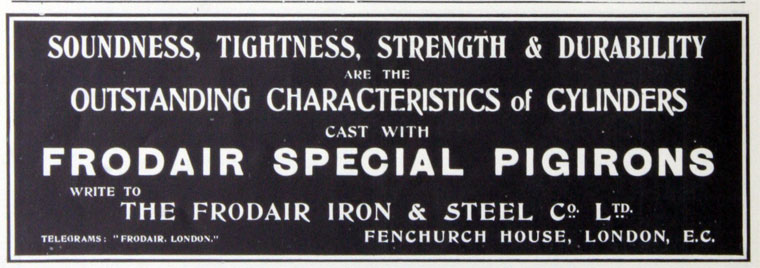 SOUNDNESS, TIGHTNESS, STRENGTH & DURABILITY
ARE THE
OUTSTANDING CHARACTERISTICS of CYLINDERS
CAST WITH
FRODAIR SPECIAL PIGIRONS
WRITE TO
THE FRODAIR IRON & STEEL CO. LTD.
TELEGRAMS: "FRODAIR. LONDON." FENCHURCH HOUSE, LONDON, E.C.